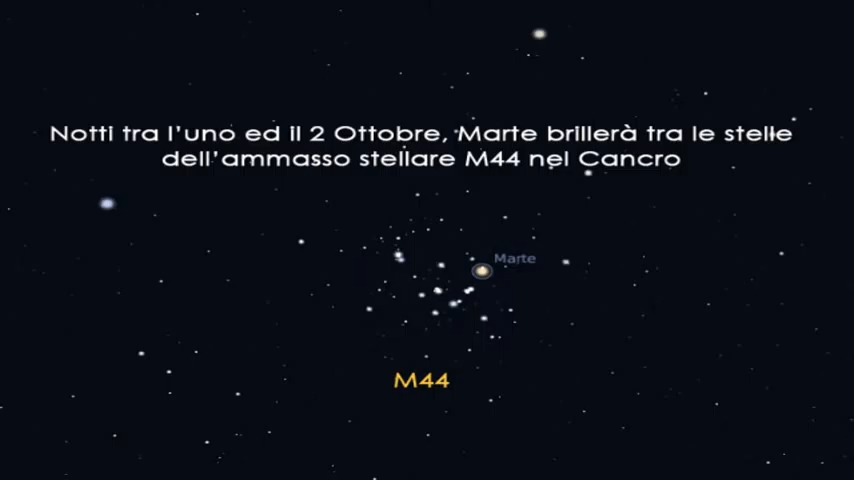 Notti tra l'uno ed il 2 Ottobre, Marte brillerà tra le stelle
dell'ammasso stellare M44 nel Cancro
Marte
M44